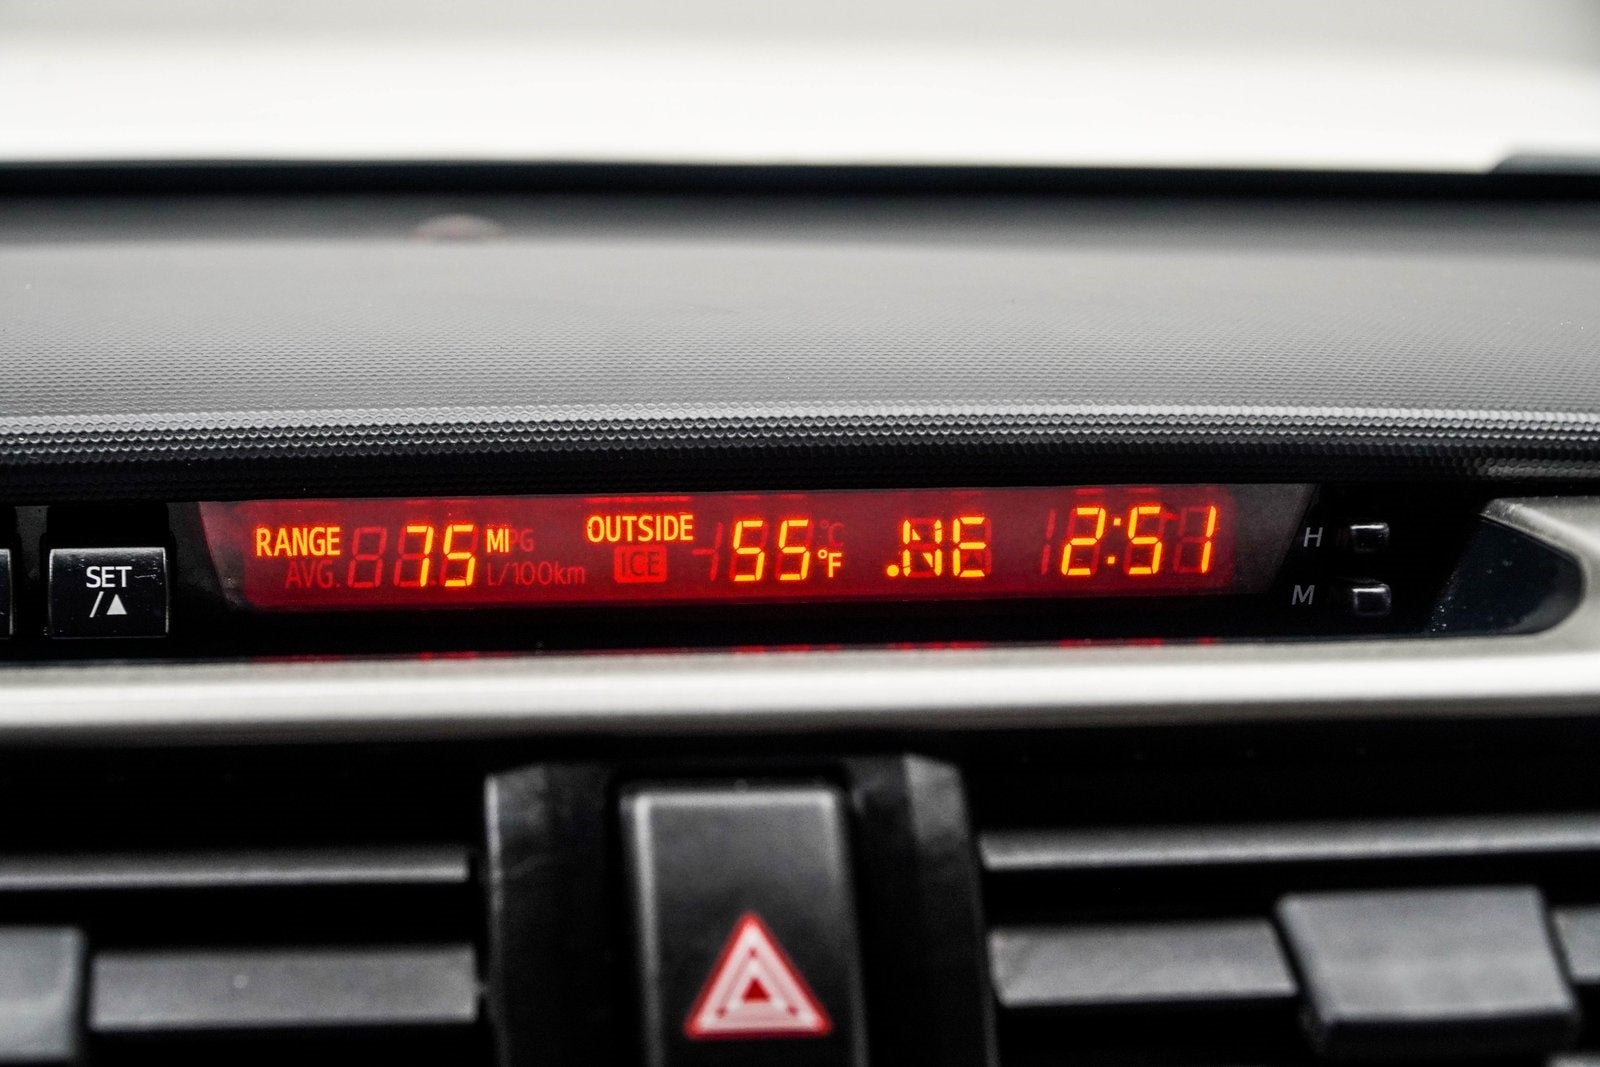 SET
/▲
RANGE 75 MI OUTSIDE 55 °F .NE 2:51
AVG. L/100km ICE
H
M